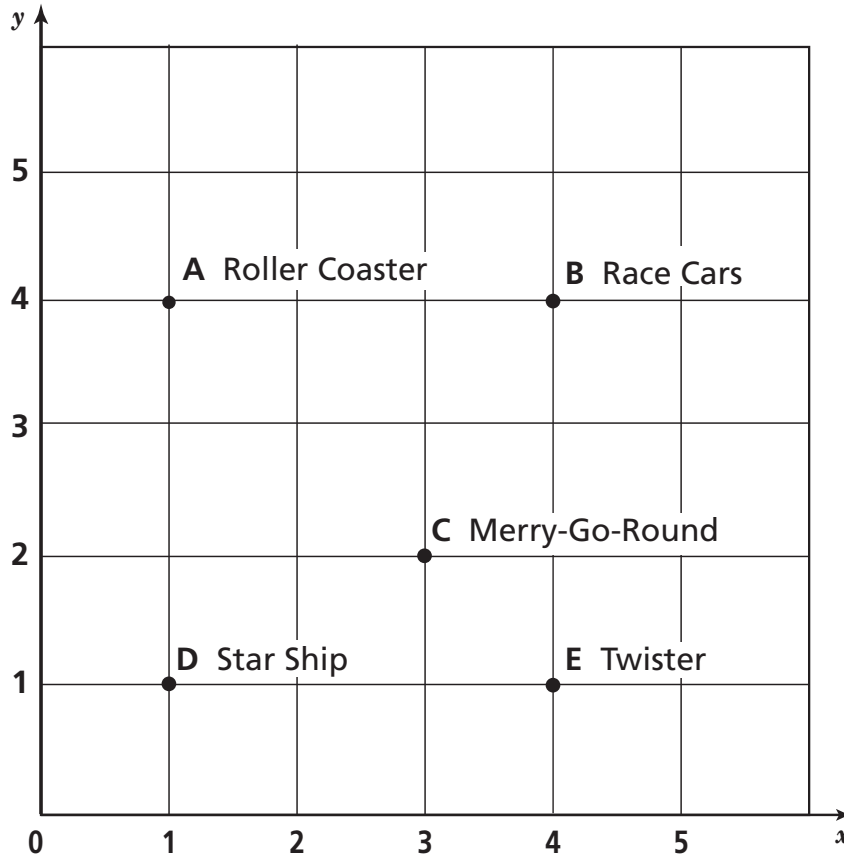 y
5
A Roller Coaster
B Race Cars
4
3
C Merry-Go-Round
2
D Star Ship
E Twister
1
0 1 2 3 4 5 x